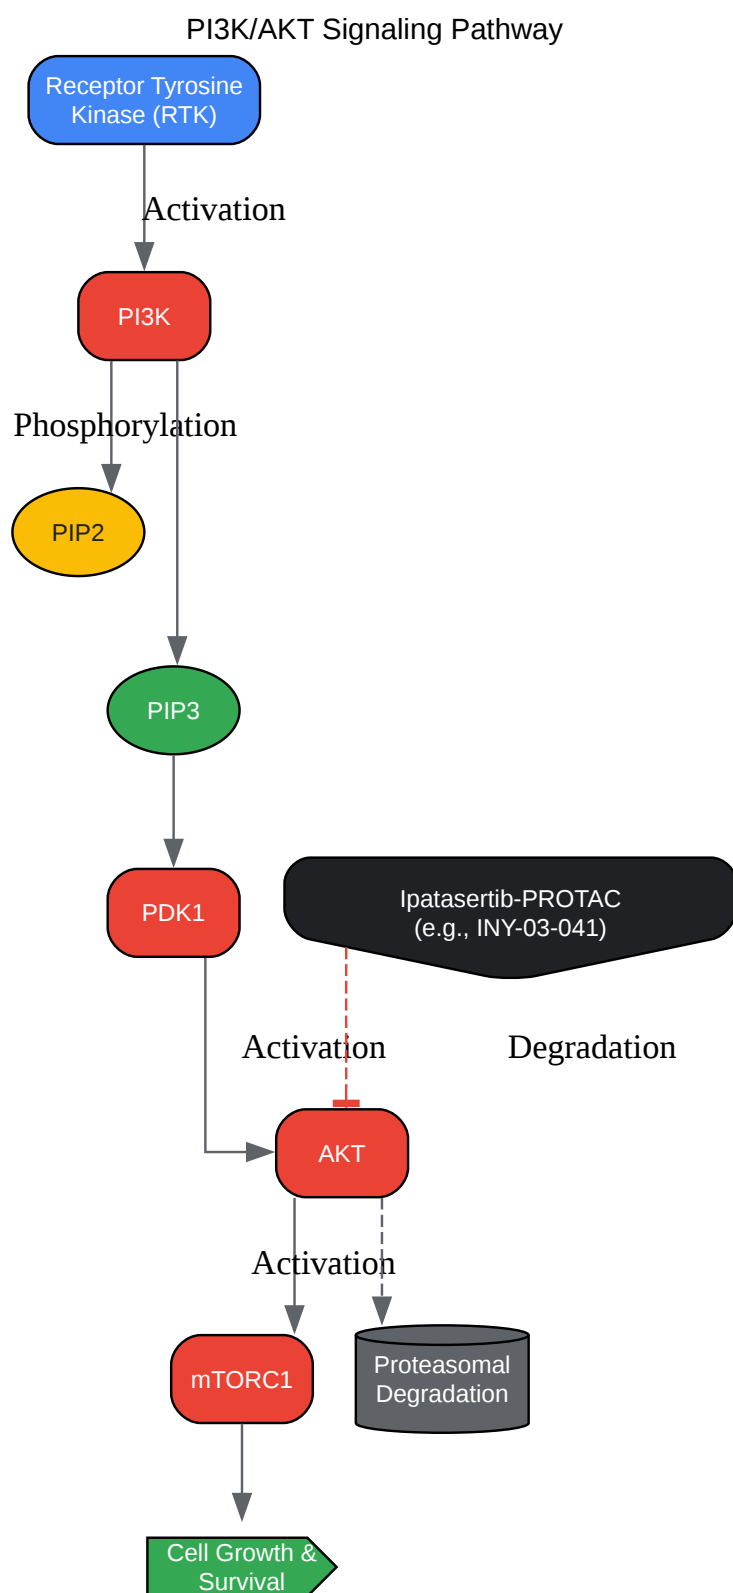 PI3K/AKT Signaling Pathway
Receptor Tyrosine
Kinase (RTK)
Activation
PI3K
Phosphorylation
PIP2
PIP3
PDK1
Ipatasertib-PROTAC
(e.g., INY-03-041)
Activation
Degradation
AKT
Activation
mTORC1
Proteasomal
Degradation
Cell Growth &
Survival